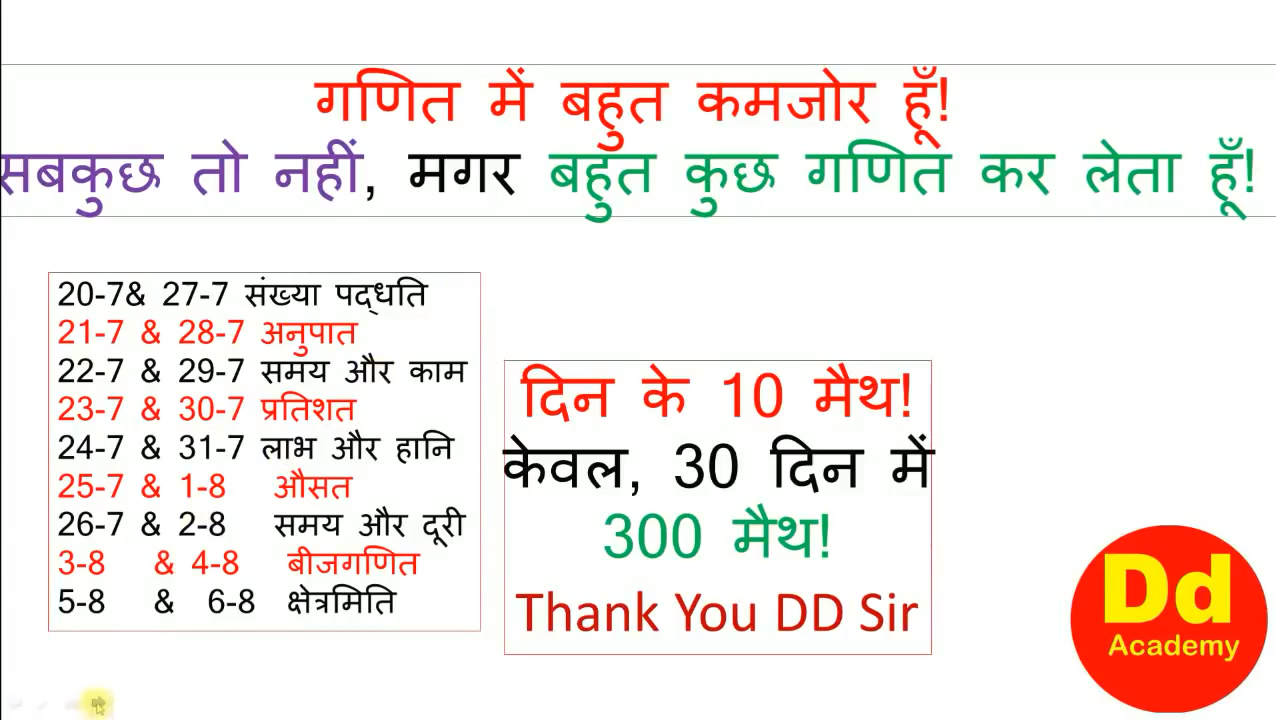 गणित में बहुत कमजोर हूँ!
सबकुछ तो नहीं, मगर बहुत कुछ गणित कर लेता हूँ!
20-7& 27-7 संख्या पद्धति
21-7 & 28-7 अनुपात
22-7 & 29-7 समय और काम
23-7 & 30-7 प्रतिशत
24-7 & 31-7 लाभ और हानि
25-7 & 1-8 औसत
26-7 & 2-8 समय और दूरी
3-8 & 4-8 बीजगणित
5-8 & 6-8 क्षेत्रमिति
दिन के 10 मैथ!
केवल, 30 दिन में
300 मैथ!
Thank You DD Sir
Dd
Academy